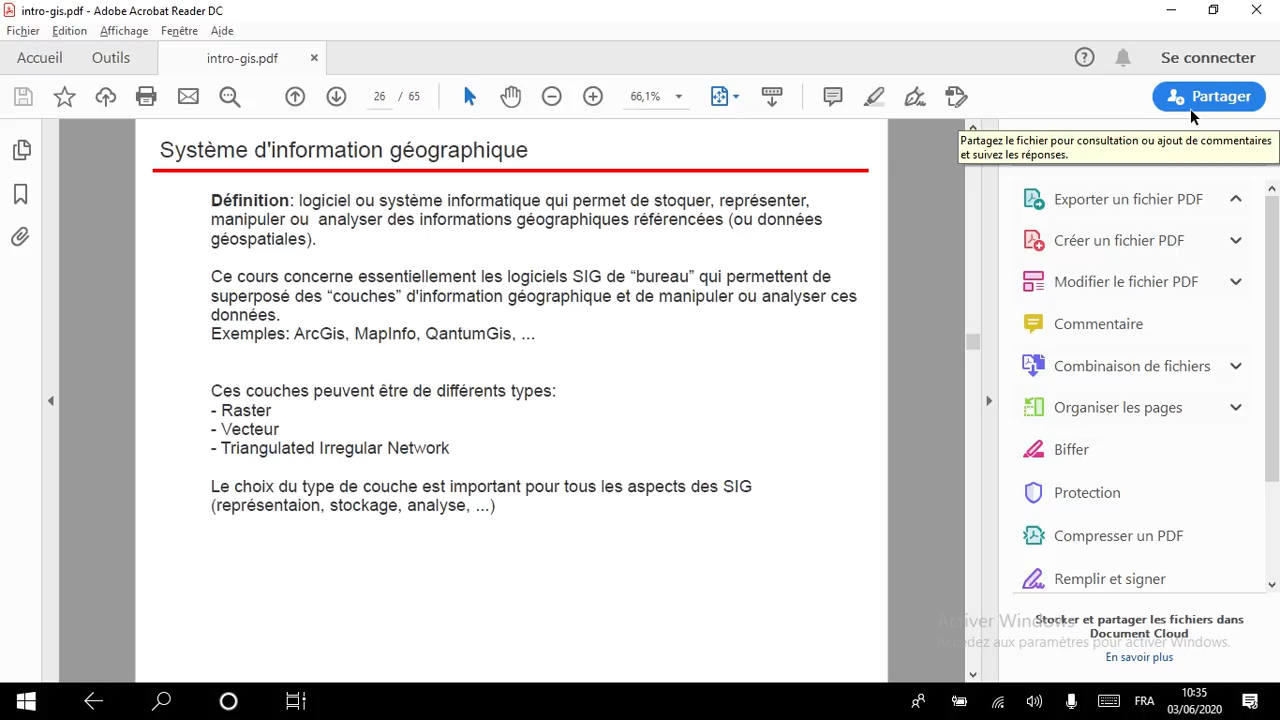 intro-gis.pdf - Adobe Acrobat Reader DC
Fichier Edition Affichage Fenêtre Aide
Accueil Outils intro-gis.pdf Se connecter
26 / 65 66,1% Partager
Partagez le fichier pour consultation ou ajout de commentaires
et suivez les réponses.
Système d'information géographique
Définition: logiciel ou système informatique qui permet de stoquer, représenter,
manipuler ou analyser des informations géographiques référencées (ou données
géospatiales).
Ce cours concerne essentiellement les logiciels SIG de “bureau” qui permettent de
superposé des “couches” d'information géographique et de manipuler ou analyser ces
données.
Exemples: ArcGis, MapInfo, QantumGis, ...
Ces couches peuvent être de différents types:
- Raster
- Vecteur
- Triangulated Irregular Network
Le choix du type de couche est important pour tous les aspects des SIG
(représentaion, stockage, analyse, ...)
Exporter un fichier PDF
Créer un fichier PDF
Modifier le fichier PDF
Commentaire
Combinaison de fichiers
Organiser les pages
Biffer
Protection
Compresser un PDF
Remplir et signer
Stocker et partager les fichiers dans
Document Cloud
En savoir plus
Activer Windows
Accédez aux paramètres pour activer Windows.
FRA
10:35
03/06/2020